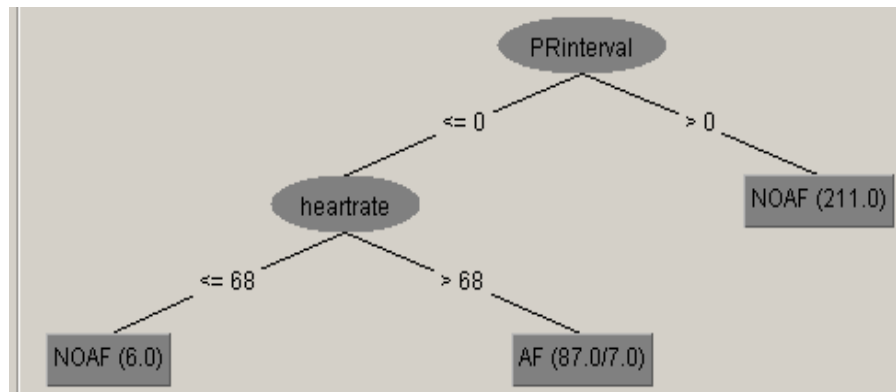 PRinterval
<= 0
> 0
heartrate
NOAF (211.0)
<= 68
> 68
NOAF (6.0)
AF (87.0/7.0)